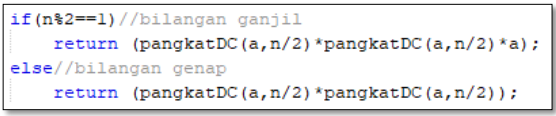 if(n%2==1)//bilangan ganjil
    return (pangkatDC(a,n/2)*pangkatDC(a,n/2)*a);
else//bilangan genap
    return (pangkatDC(a,n/2)*pangkatDC(a,n/2));